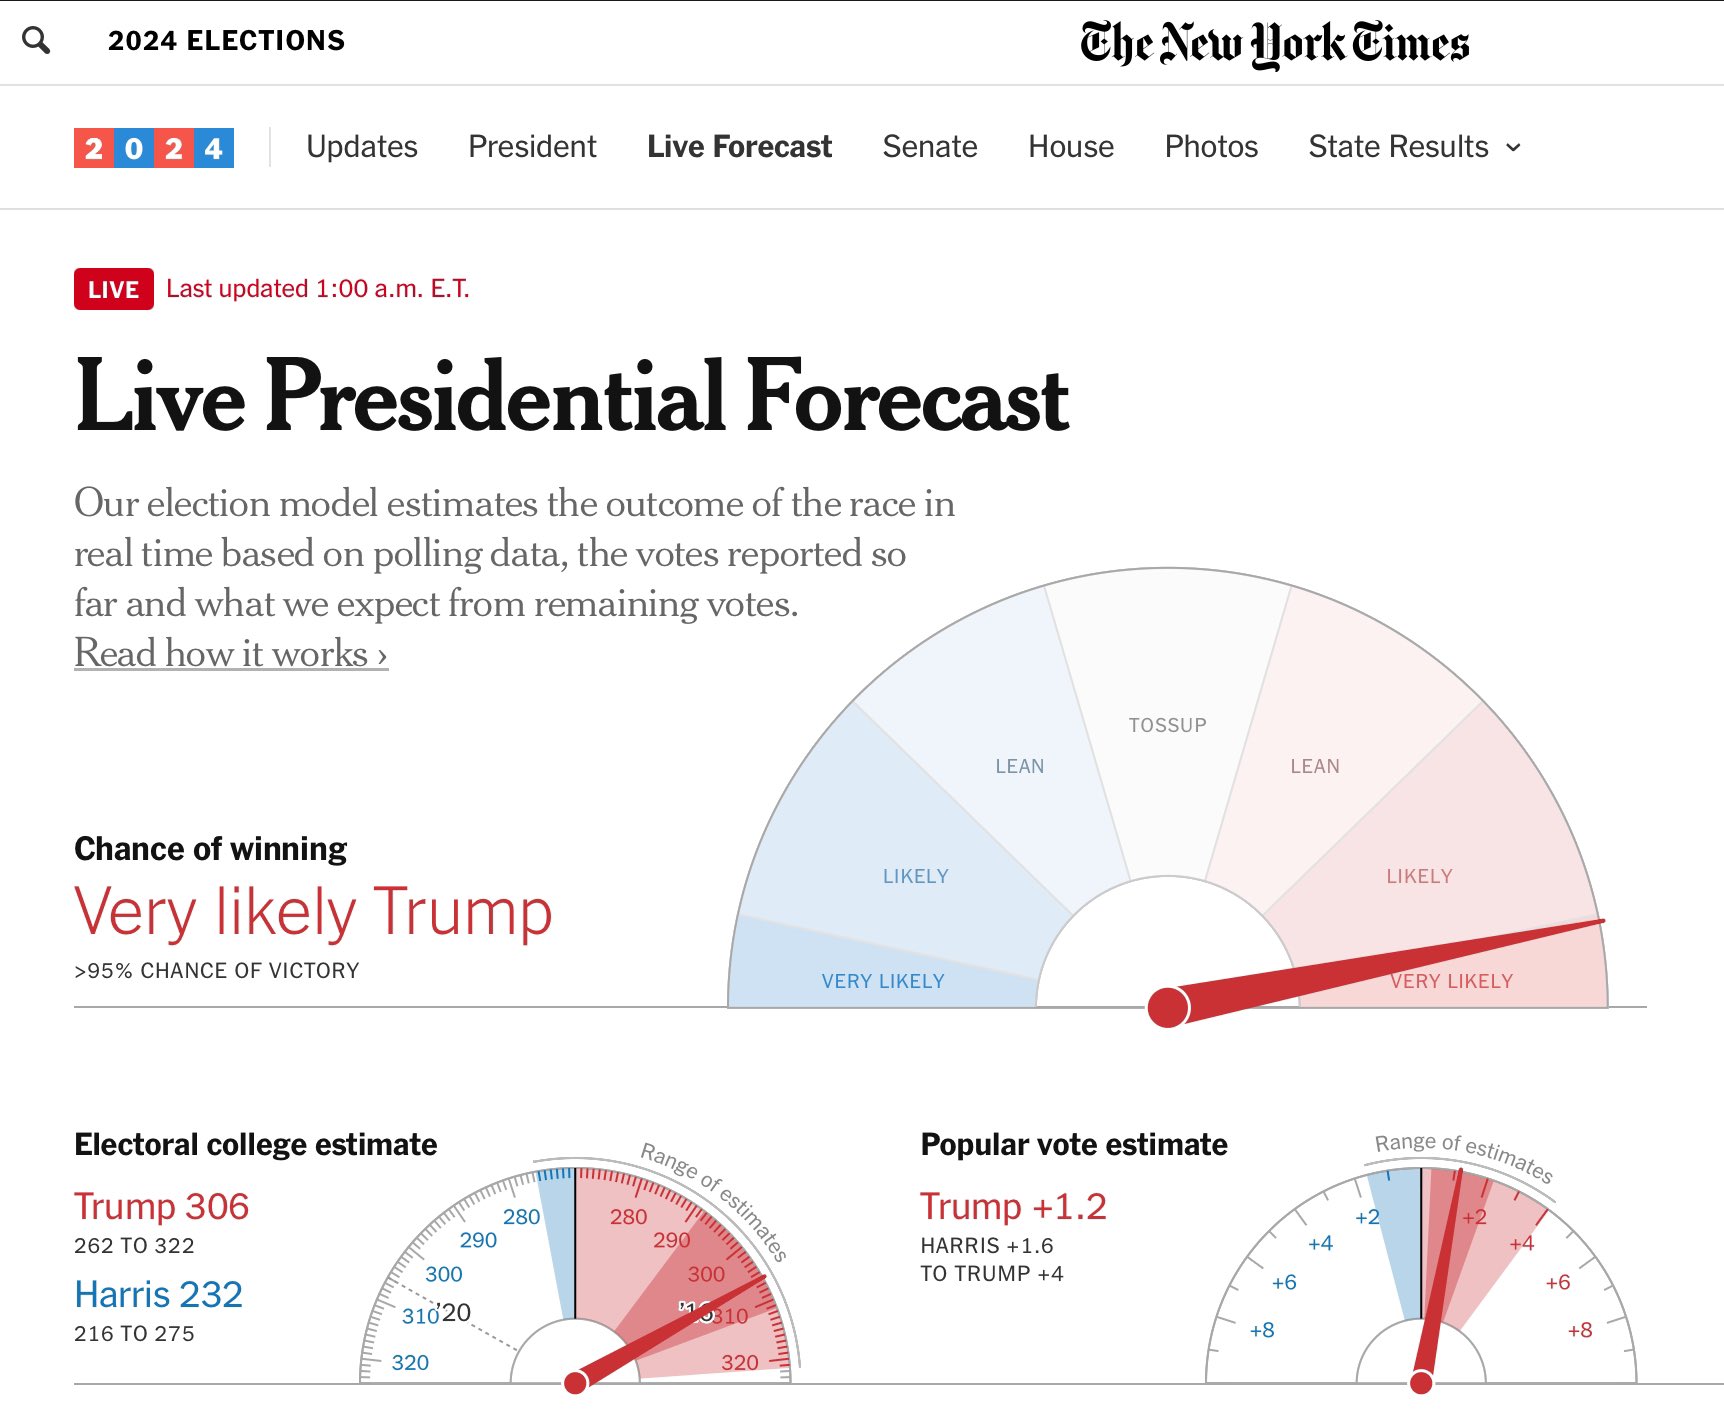 2024 ELECTIONS
The New York Times
2024
Updates
President
Live Forecast
Senate
House
Photos
State Results
LIVE
Last updated 1:00 a.m. E.T.
Live Presidential Forecast
Our election model estimates the outcome of the race in
real time based on polling data, the votes reported so
far and what we expect from remaining votes.
Read how it works ›
Chance of winning
Very likely Trump
>95% CHANCE OF VICTORY
VERY LIKELY
LIKELY
LEAN
TOSSUP
LEAN
LIKELY
VERY LIKELY
Electoral college estimate
Trump 306
262 TO 322
Harris 232
216 TO 275
Range of estimates
280
290
300
310
'20
320
280
290
300
310
320
Popular vote estimate
Trump +1.2
HARRIS +1.6
TO TRUMP +4
Range of estimates
+2
+4
+6
+8
+2
+4
+6
+8